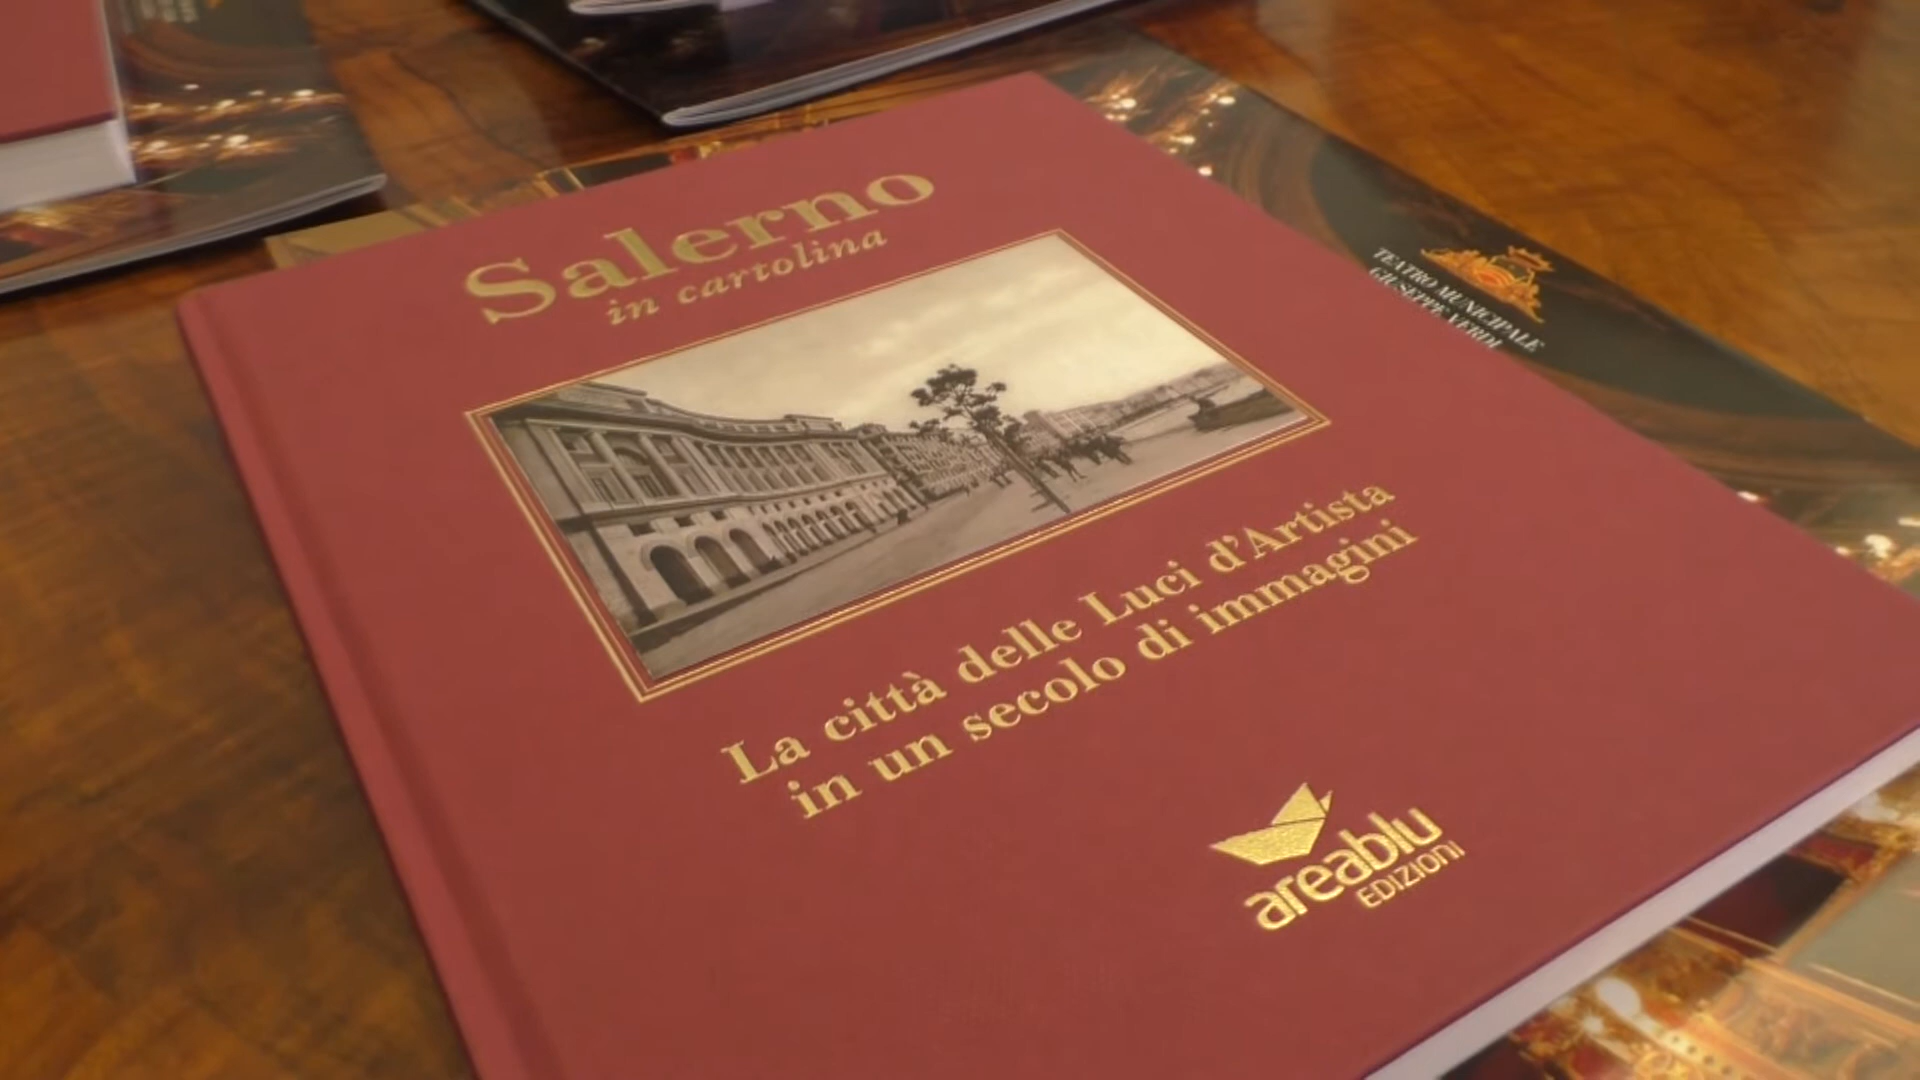 Salerno
in cartolina
La città delle Luci d'Artista
in un secolo di immagini
areablu
EDIZIONI
TEATRO MUNICIPALE
GIUSEPPE VERDI